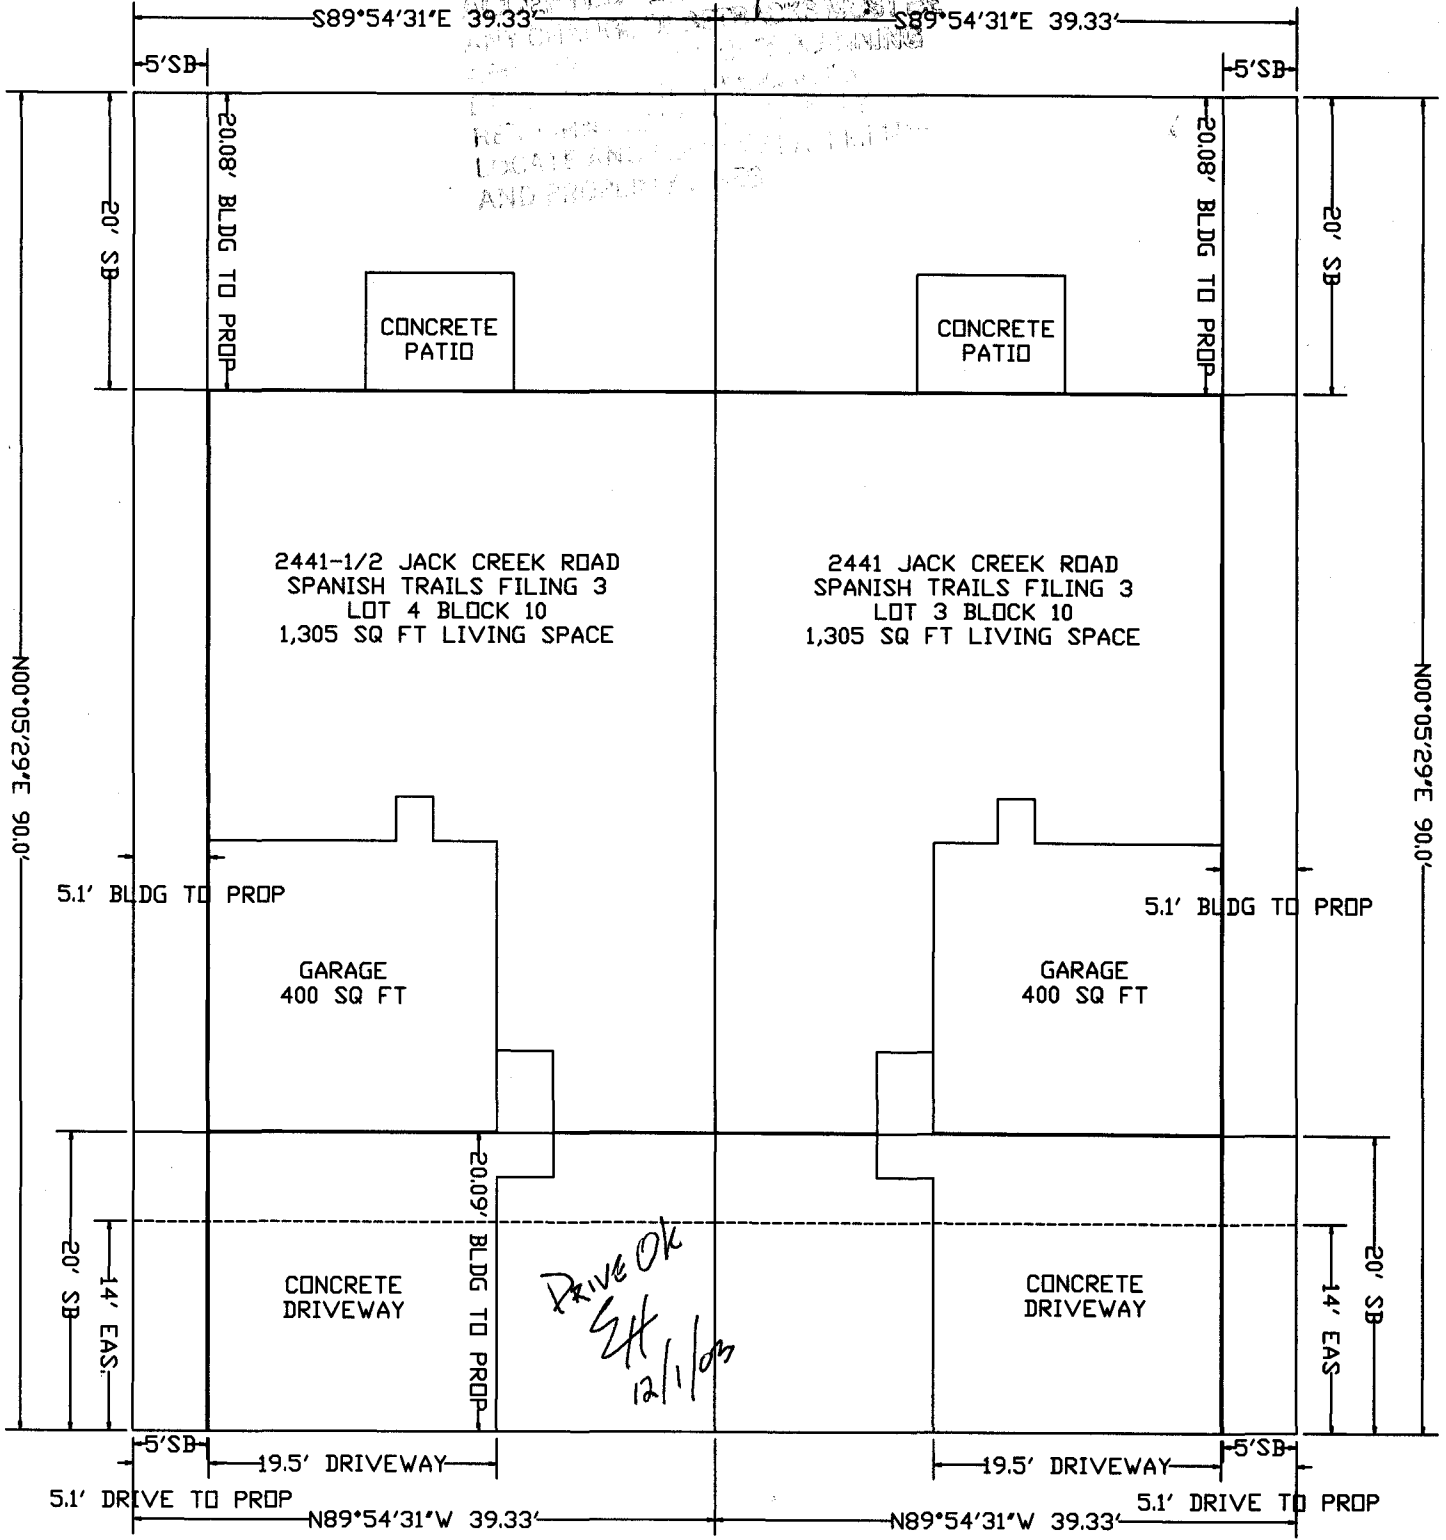 S89°54'31"E 39.33'
S89°54'31"E 39.33'
5'SB
5'SB
LOCATE AND
AND PROPERTY
20' SB
20.08' BLDG TO PROP
20.08' BLDG TO PROP
20' SB
CONCRETE
PATIO
CONCRETE
PATIO
2441-1/2 JACK CREEK ROAD
SPANISH TRAILS FILING 3
LOT 4 BLOCK 10
1,305 SQ FT LIVING SPACE
2441 JACK CREEK ROAD
SPANISH TRAILS FILING 3
LOT 3 BLOCK 10
1,305 SQ FT LIVING SPACE
N00°05'29"E 90.0'
N00°05'29"E 90.0'
5.1' BLDG TO PROP
5.1' BLDG TO PROP
GARAGE
400 SQ FT
GARAGE
400 SQ FT
20' SB
14' EAS.
CONCRETE
DRIVEWAY
20.09' BLDG TO PROP
DRIVE OK
EH
12/1/03
CONCRETE
DRIVEWAY
14' EAS
20' SB
5'SB
5'SB
19.5' DRIVEWAY
19.5' DRIVEWAY
5.1' DRIVE TO PROP
5.1' DRIVE TO PROP
N89°54'31"W 39.33'
N89°54'31"W 39.33'